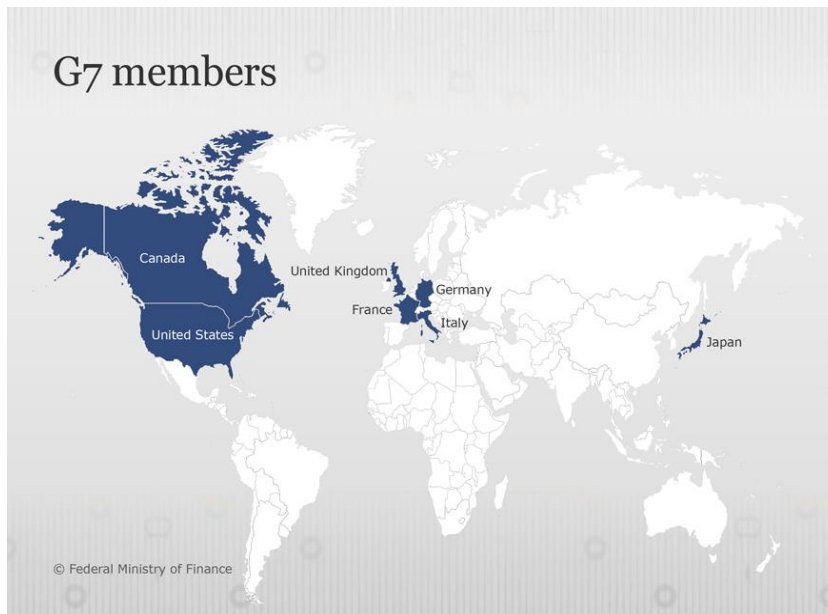 G7 members
Canada
United Kingdom
Germany
France
Italy
United States
Japan
© Federal Ministry of Finance